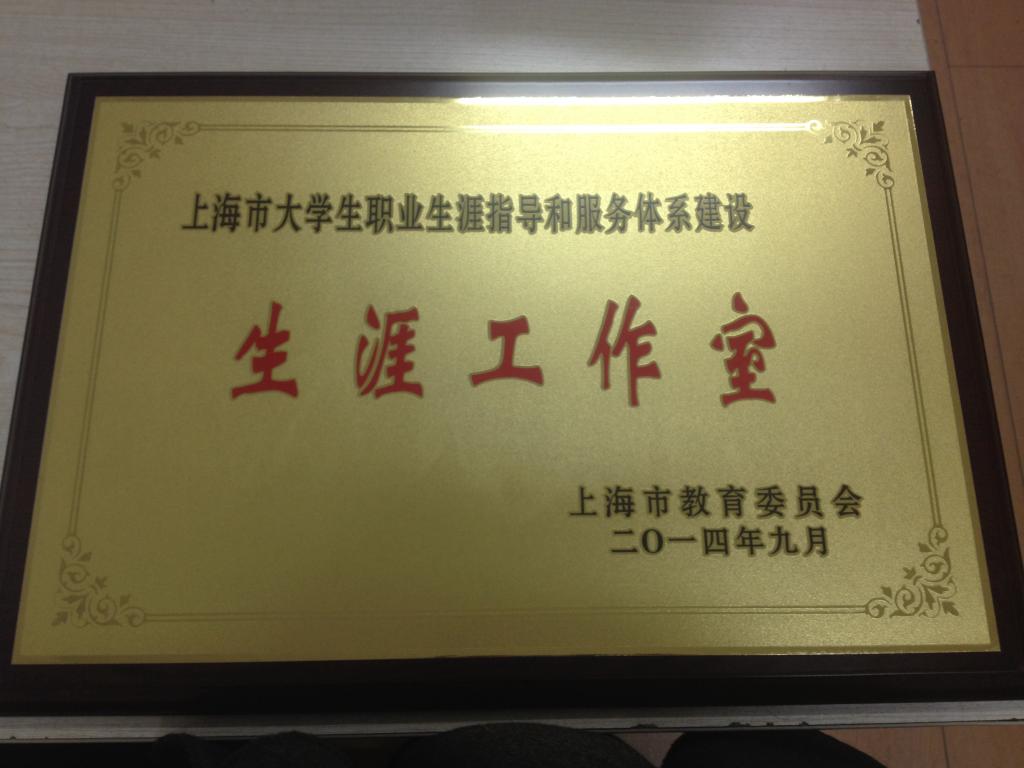 上海市大学生职业生涯指导和服务体系建设
生涯工作室
上海市教育委员会
二O一四年九月